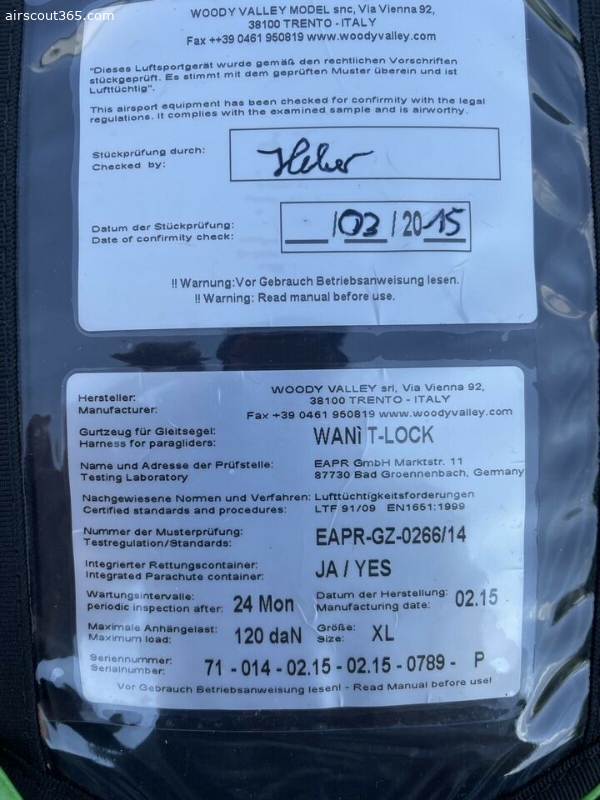 airscout365.com
WOODY VALLEY MODEL snc, Via Vienna 92,
38100 TRENTO - ITALY
Fax ++39 0461 950819 www.woodyvalley.com
"Dieses Luftsportgerät wurde gemäß den rechtlichen Vorschriften
stückgeprüft. Es stimmt mit dem geprüften Muster überein und ist
Lufttüchtig".
This airsport equipment has been checked for confirmity with the legal
regulations. It complies with the examined sample and is airworthy.
Stückprüfung durch:
Checked by:
Datum der Stückprüfung:
Date of confirmity check:
__/03/2015
!! Warnung:Vor Gebrauch Betriebsanweisung lesen.
!! Warning: Read manual before use.
Hersteller:
Manufacturer:
WOODY VALLEY srl, Via Vienna 92,
38100 TRENTO - ITALY
Fax +39 0461 950819 www.woodyvalley.com
Gurtzeug für Gleitsegel:
Harness for paragliders:
WANÌ T-LOCK
Name und Adresse der Prüfstelle:
Testing Laboratory
EAPR GmbH Marktstr. 11
87730 Bad Groennenbach, Germany
Nachgewiesene Normen und Verfahren:
Certified standards and procedures:
Lufttüchtigkeitsforderungen
LTF 91/09 EN1651:1999
Nummer der Musterprüfung:
Testregulation/Standards:
EAPR-GZ-0266/14
Integrierter Rettungscontainer:
Integrated Parachute container:
JA / YES
Wartungsintervalle:
periodic inspection after:
24 Mon
Datum der Herstellung:
Manufacturing date:
02.15
Maximale Anhängelast:
Maximum load:
120 daN
Größe:
Size:
XL
Seriennummer:
Serialnumber:
71 - 014 - 02.15 - 02.15 - 0789 - P
Vor Gebrauch Betriebsanweisung lesen! - Read Manual before use!